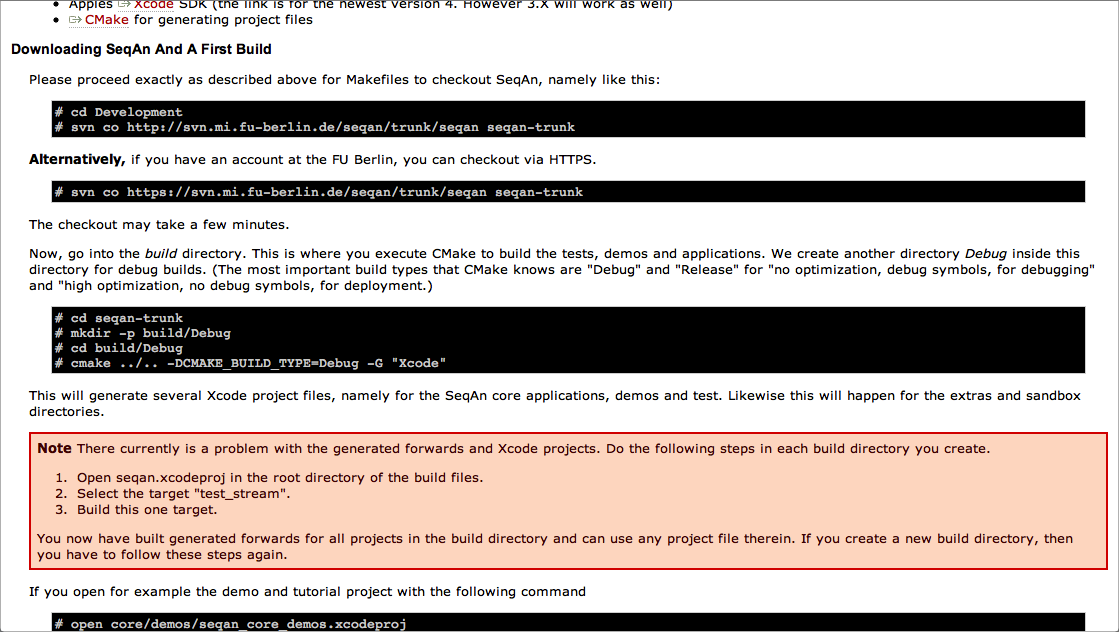 • Apples Xcode SDK (the link is for the newest version 4. However 3.X will work as well)
• CMake for generating project files
Downloading SeqAn And A First Build
Please proceed exactly as described above for Makefiles to checkout SeqAn, namely like this:
# cd Development
# svn co http://svn.mi.fu-berlin.de/seqan/trunk/seqan seqan-trunk
Alternatively, if you have an account at the FU Berlin, you can checkout via HTTPS.
# svn co https://svn.mi.fu-berlin.de/seqan/trunk/seqan seqan-trunk
The checkout may take a few minutes.
Now, go into the build directory. This is where you execute CMake to build the tests, demos and applications. We create another directory Debug inside this
directory for debug builds. (The most important build types that CMake knows are "Debug" and "Release" for "no optimization, debug symbols, for debugging"
and "high optimization, no debug symbols, for deployment.)
# cd seqan-trunk
# mkdir -p build/Debug
# cd build/Debug
# cmake ../.. -DCMAKE_BUILD_TYPE=Debug -G "Xcode"
This will generate several Xcode project files, namely for the SeqAn core applications, demos and test. Likewise this will happen for the extras and sandbox
directories.
Note There currently is a problem with the generated forwards and Xcode projects. Do the following steps in each build directory you create.
1. Open seqan.xcodeproj in the root directory of the build files.
2. Select the target "test_stream".
3. Build this one target.
You now have built generated forwards for all projects in the build directory and can use any project file therein. If you create a new build directory, then
you have to follow these steps again.
If you open for example the demo and tutorial project with the following command
# open core/demos/seqan_core_demos.xcodeproj